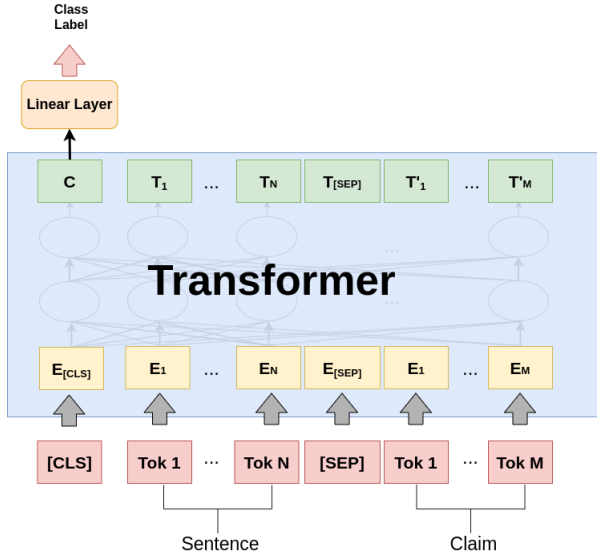 Class
Label
Linear Layer
C T1 ... TN T[SEP] T'1 ... T'M
...
Transformer
...
E[CLS] E1 ... EN E[SEP] E1 ... EM
[CLS] Tok 1 ... Tok N [SEP] Tok 1 ... Tok M
Sentence Claim